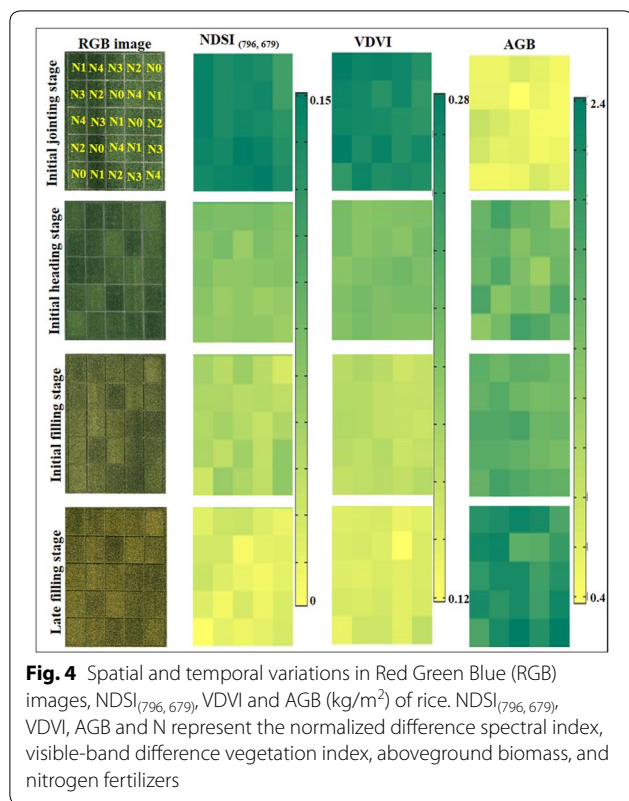 RGB image NDSI (796, 679) VDVI AGB
Initial jointing stage
N1 N4 N3 N2 N0
N3 N2 N0 N4 N1
N4 N3 N1 N0 N2
N2 N0 N4 N1 N3
N0 N1 N2 N3 N4
Initial heading stage
Initial filling stage
Late filling stage
0.15
0
0.28
0.12
2.4
0.4
Fig. 4 Spatial and temporal variations in Red Green Blue (RGB)
images, NDSI(796, 679), VDVI and AGB (kg/m²) of rice. NDSI(796, 679),
VDVI, AGB and N represent the normalized difference spectral index,
visible-band difference vegetation index, aboveground biomass, and
nitrogen fertilizers